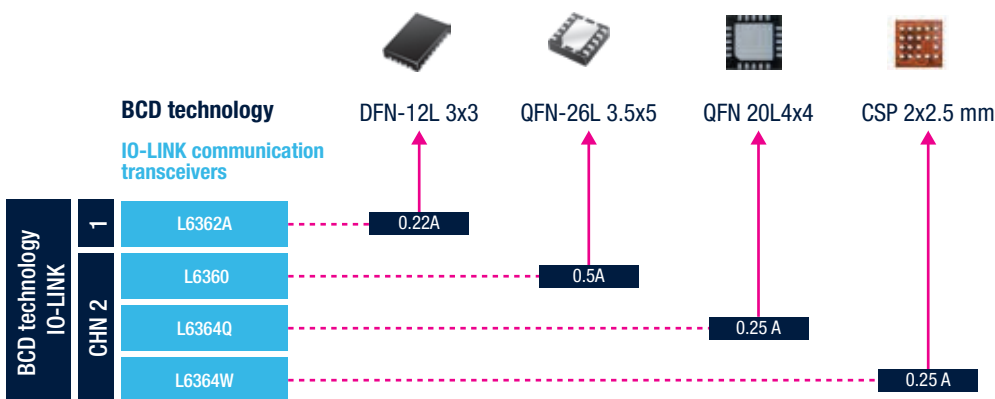 BCD technology
DFN-12L 3x3
QFN-26L 3.5x5
QFN 20L4x4
CSP 2x2.5 mm
IO-LINK communication
transceivers
BCD technology
IO-LINK
1
L6362A
0.22A
CHN 2
L6360
0.5A
L6364Q
0.25 A
L6364W
0.25 A